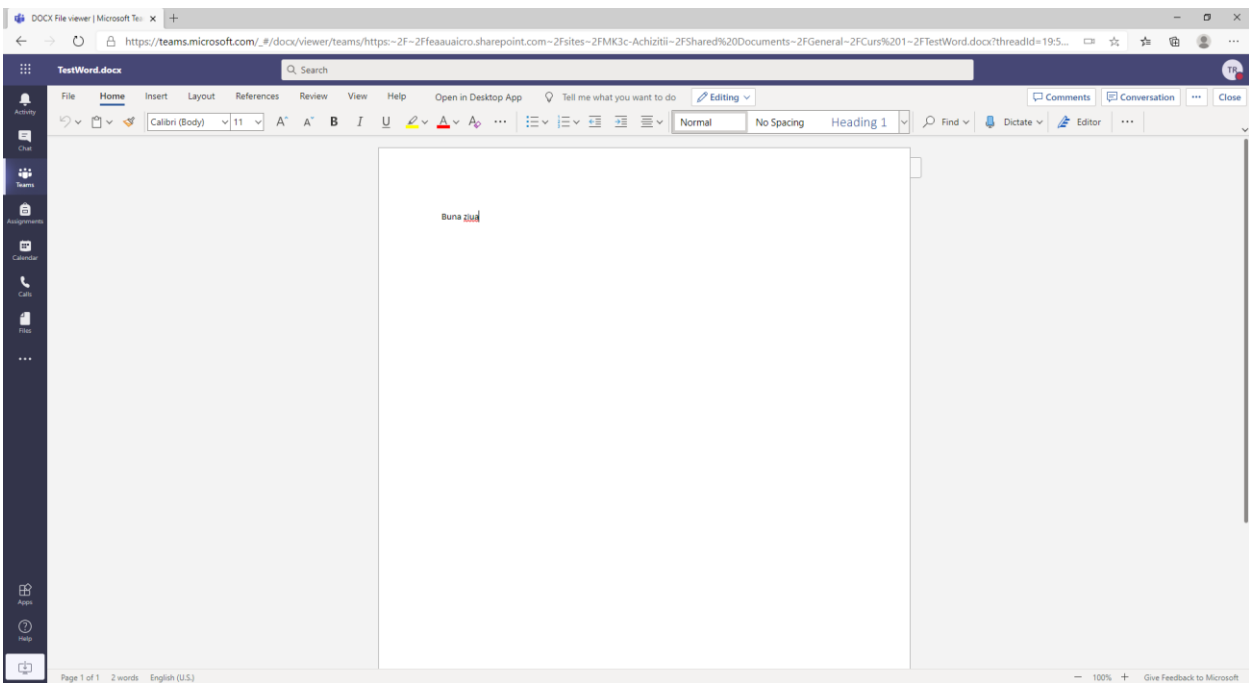 DOCX File viewer | Microsoft Tea
https://teams.microsoft.com/_#/docx/viewer/teams/https:~2F~2Ffeaauaicro.sharepoint.com~2Fsites~2FMK3c-Achizitii~2FShared%20Documents~2FGeneral~2FCurs%201~2FTestWord.docx?threadId=19:5...
TestWord.docx Search TR
File Home Insert Layout References Review View Help Open in Desktop App Tell me what you want to do Editing Comments Conversation Close
Calibri (Body) 11 A A B I U A A Normal No Spacing Heading 1 Find Dictate Editor
Activity
Chat
Teams
Assignments
Calendar
Calls
Files
Buna ziua
Apps
Help
Page 1 of 1 2 words English (U.S.) 100% Give Feedback to Microsoft